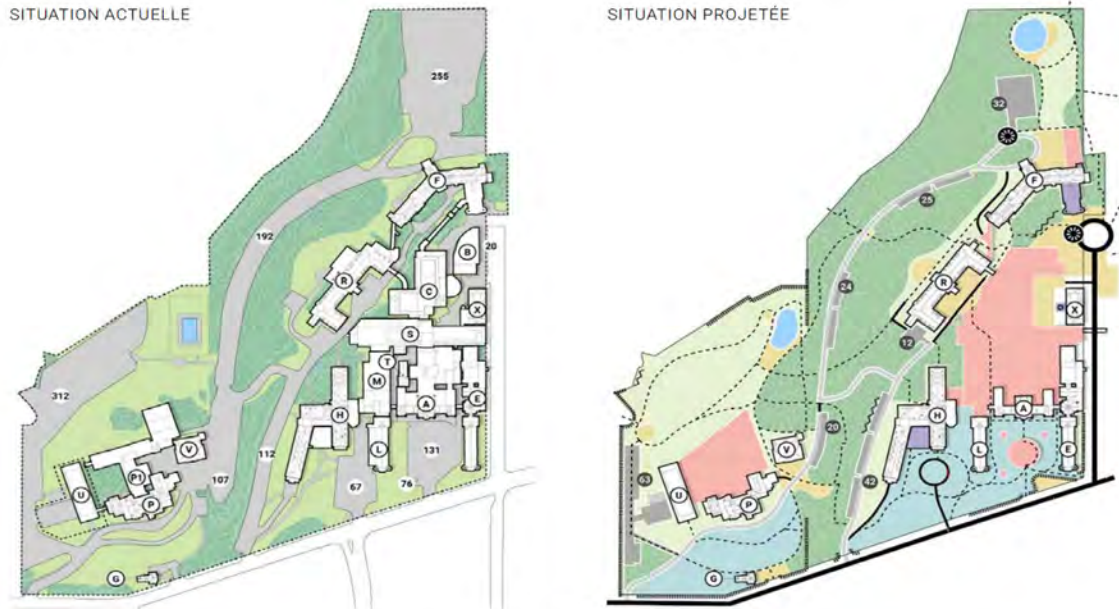 SITUATION ACTUELLE
255
192
F
20
B
R
C
X
S
T
M
312
A
E
H
V
L
131
112
P1
107
67
76
U
P
G
SITUATION PROJETÉE
32
F
25
R
X
24
12
H
A
20
V
L
E
63
U
42
P
G